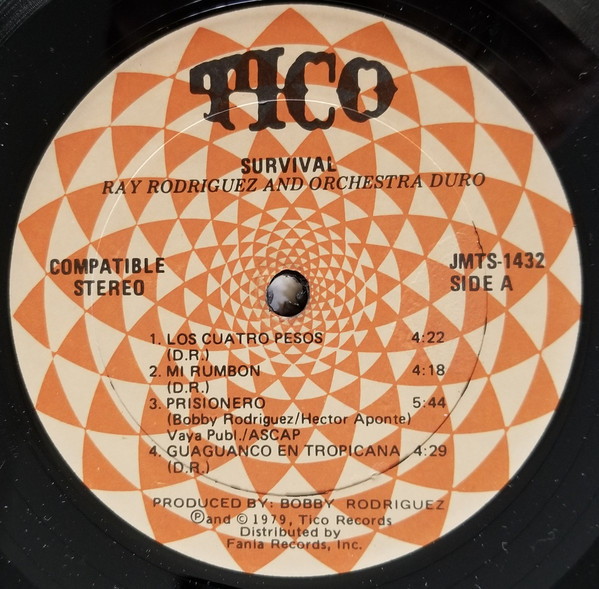 TICO
SURVIVAL
RAY RODRIGUEZ AND ORCHESTRA DURO
COMPATIBLE STEREO
JMTS-1432
SIDE A
1. LOS CUATRO PESOS 4:22
(D.R.)
2. MI RUMBON 4:18
(D.R.)
3. PRISIONERO 5:44
(Bobby Rodriguez/Hector Aponte)
Vaya Publ./ASCAP
4. GUAGUANCO EN TROPICANA 4:29
(D.R.)
PRODUCED BY: BOBBY RODRIGUEZ
Ⓟand © 1979, Tico Records
Distributed by
Fania Records, Inc.